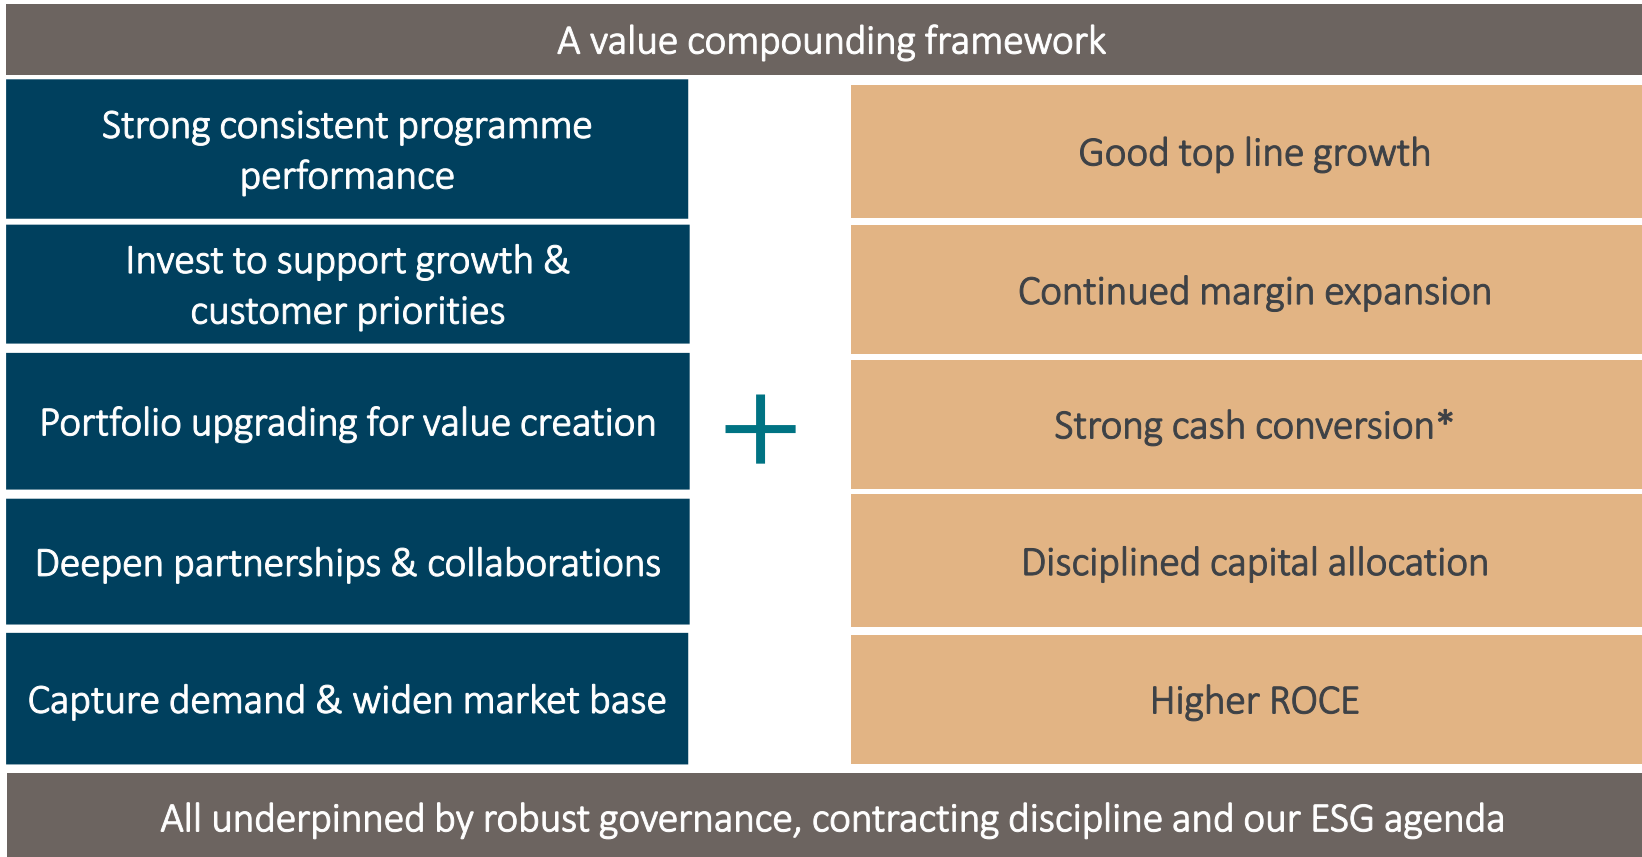 A value compounding framework
Strong consistent programme
performance
Invest to support growth &
customer priorities
Portfolio upgrading for value creation
Deepen partnerships & collaborations
Capture demand & widen market base
+
Good top line growth
Continued margin expansion
Strong cash conversion*
Disciplined capital allocation
Higher ROCE
All underpinned by robust governance, contracting discipline and our ESG agenda